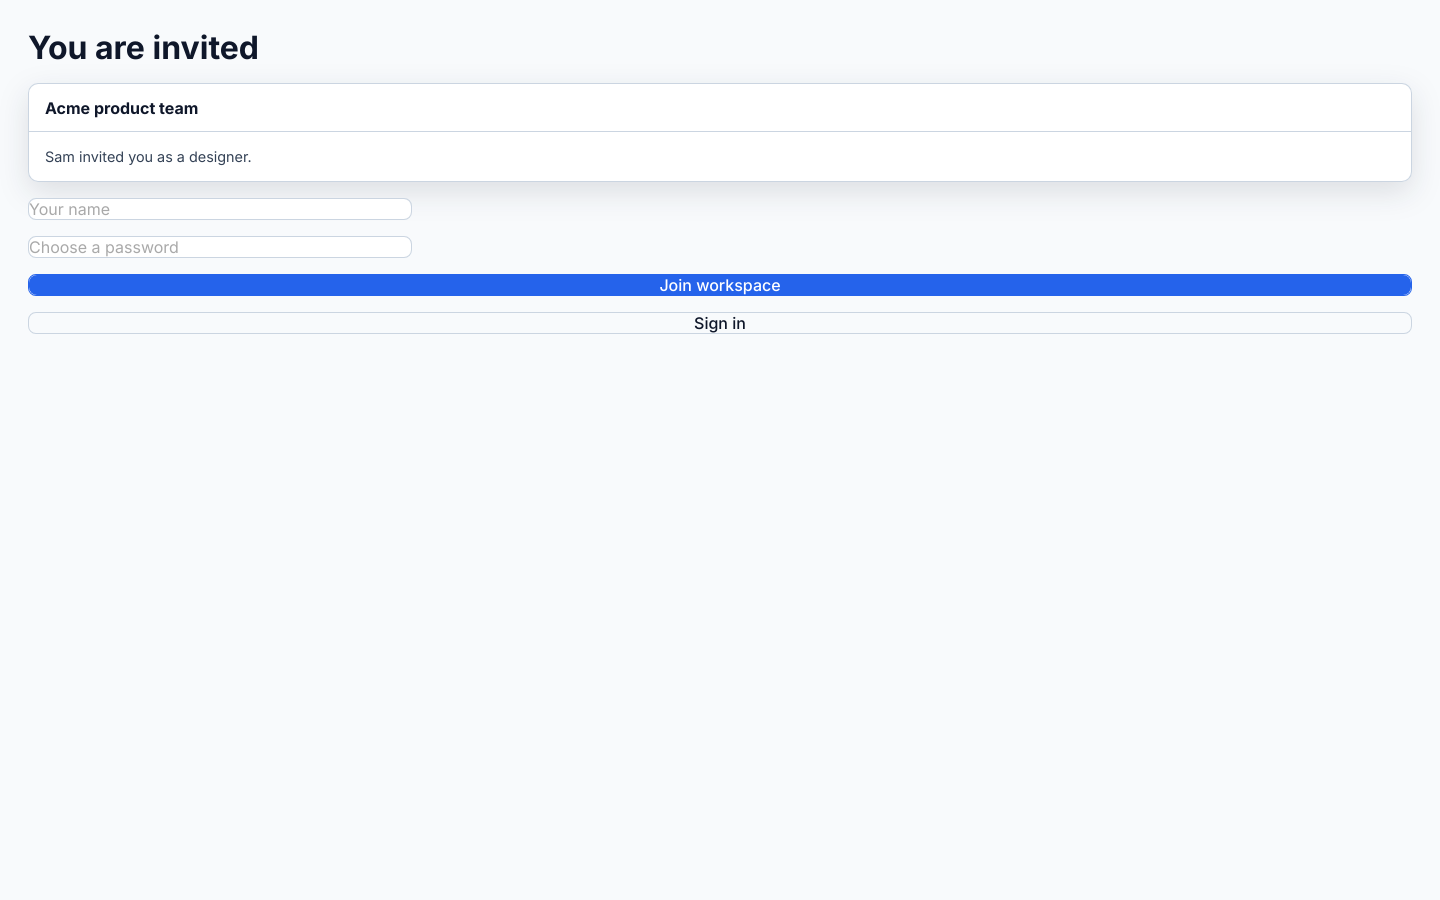 You are invited
Acme product team
Sam invited you as a designer.
Your name
Choose a password
Join workspace
Sign in